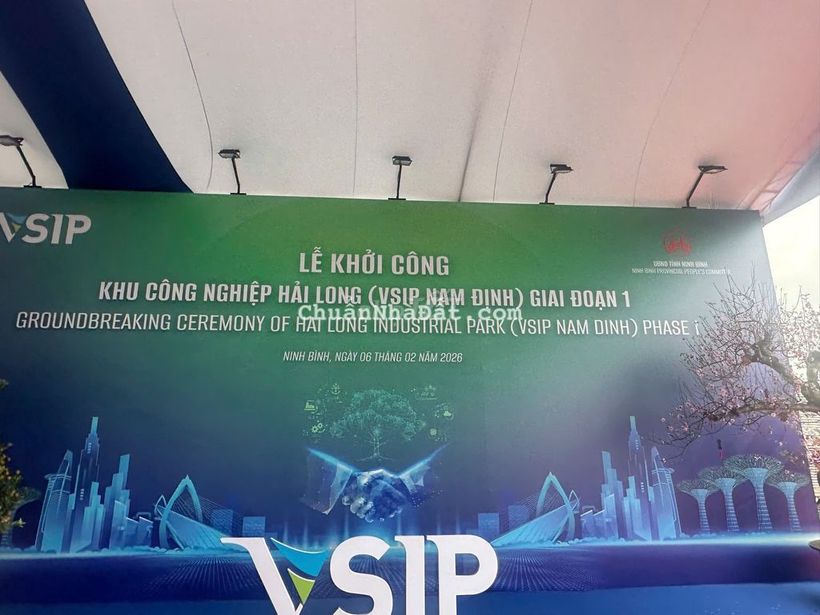 VSIP
UBND TỈNH NINH BÌNH
NINH BINH PROVINCIAL PEOPLE'S COMMITTEE
LỄ KHỞI CÔNG
KHU CÔNG NGHIỆP HẢI LONG (VSIP NAM ĐỊNH) GIAI ĐOẠN 1
ChuẩnNhàĐất.com
GROUNDBREAKING CEREMONY OF HAI LONG INDUSTRIAL PARK (VSIP NAM DINH) PHASE 1
NINH BÌNH, NGÀY 06 THÁNG 02 NĂM 2026
VSIP